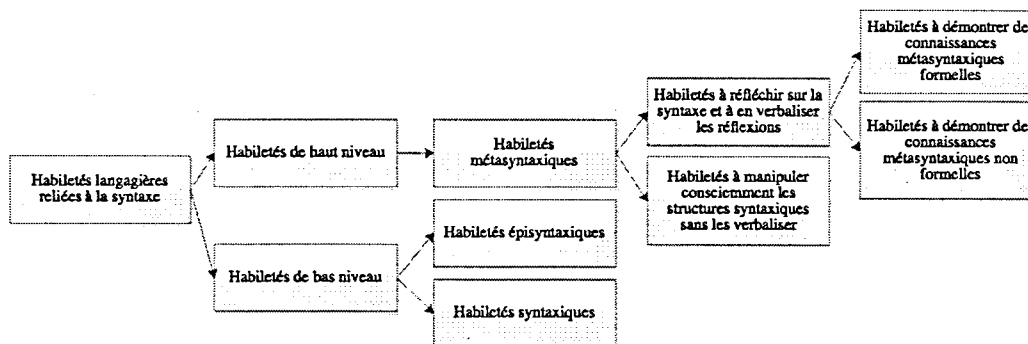 Habiletés langagières
reliées à la syntaxe
Habiletés de haut niveau
Habiletés de bas niveau
Habiletés
métasyntaxiques
Habiletés épisyntaxiques
Habiletés syntaxiques
Habiletés à réfléchir sur la
syntaxe et à en verbaliser
les réflexions
Habiletés à manipuler
consciemment les
structures syntaxiques
sans les verbaliser
Habiletés à démontrer de
connaissances
métasyntaxiques
formelles
Habiletés à démontrer de
connaissances
métasyntaxiques non
formelles